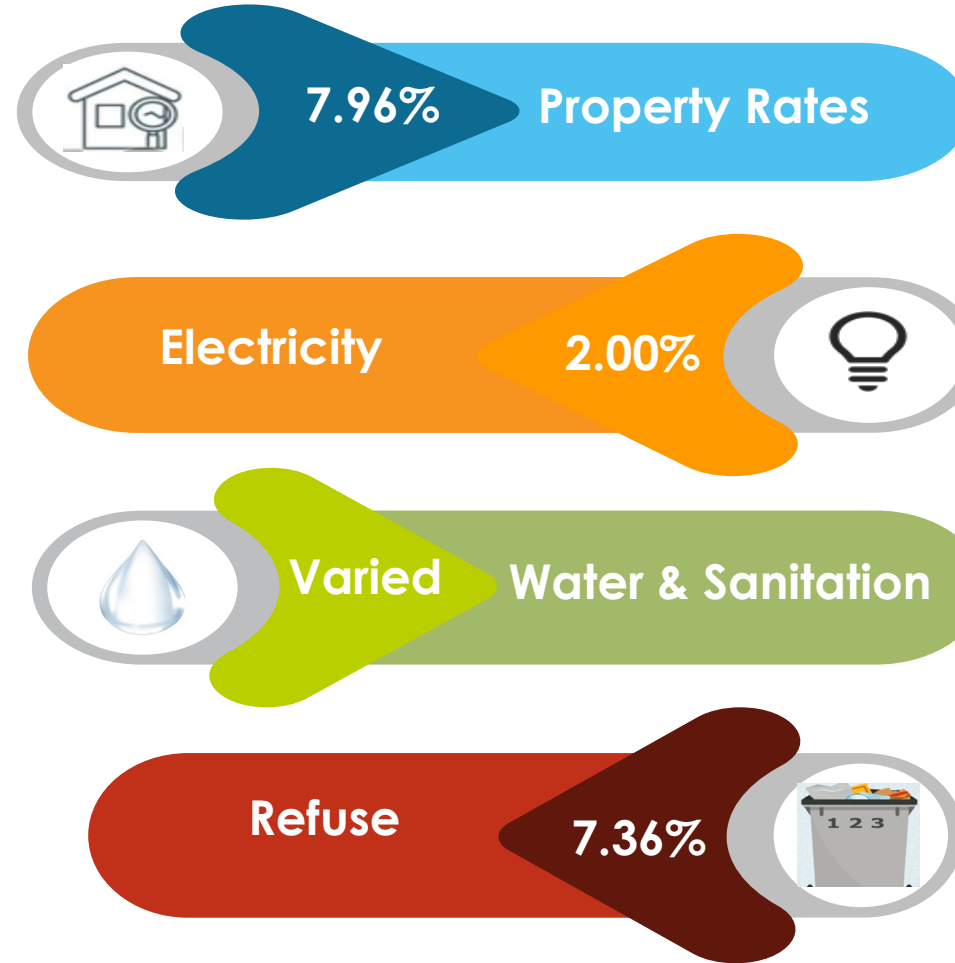 7.96%
Property Rates
Electricity
2.00%
Varied
Water & Sanitation
Refuse
7.36%
1 2 3